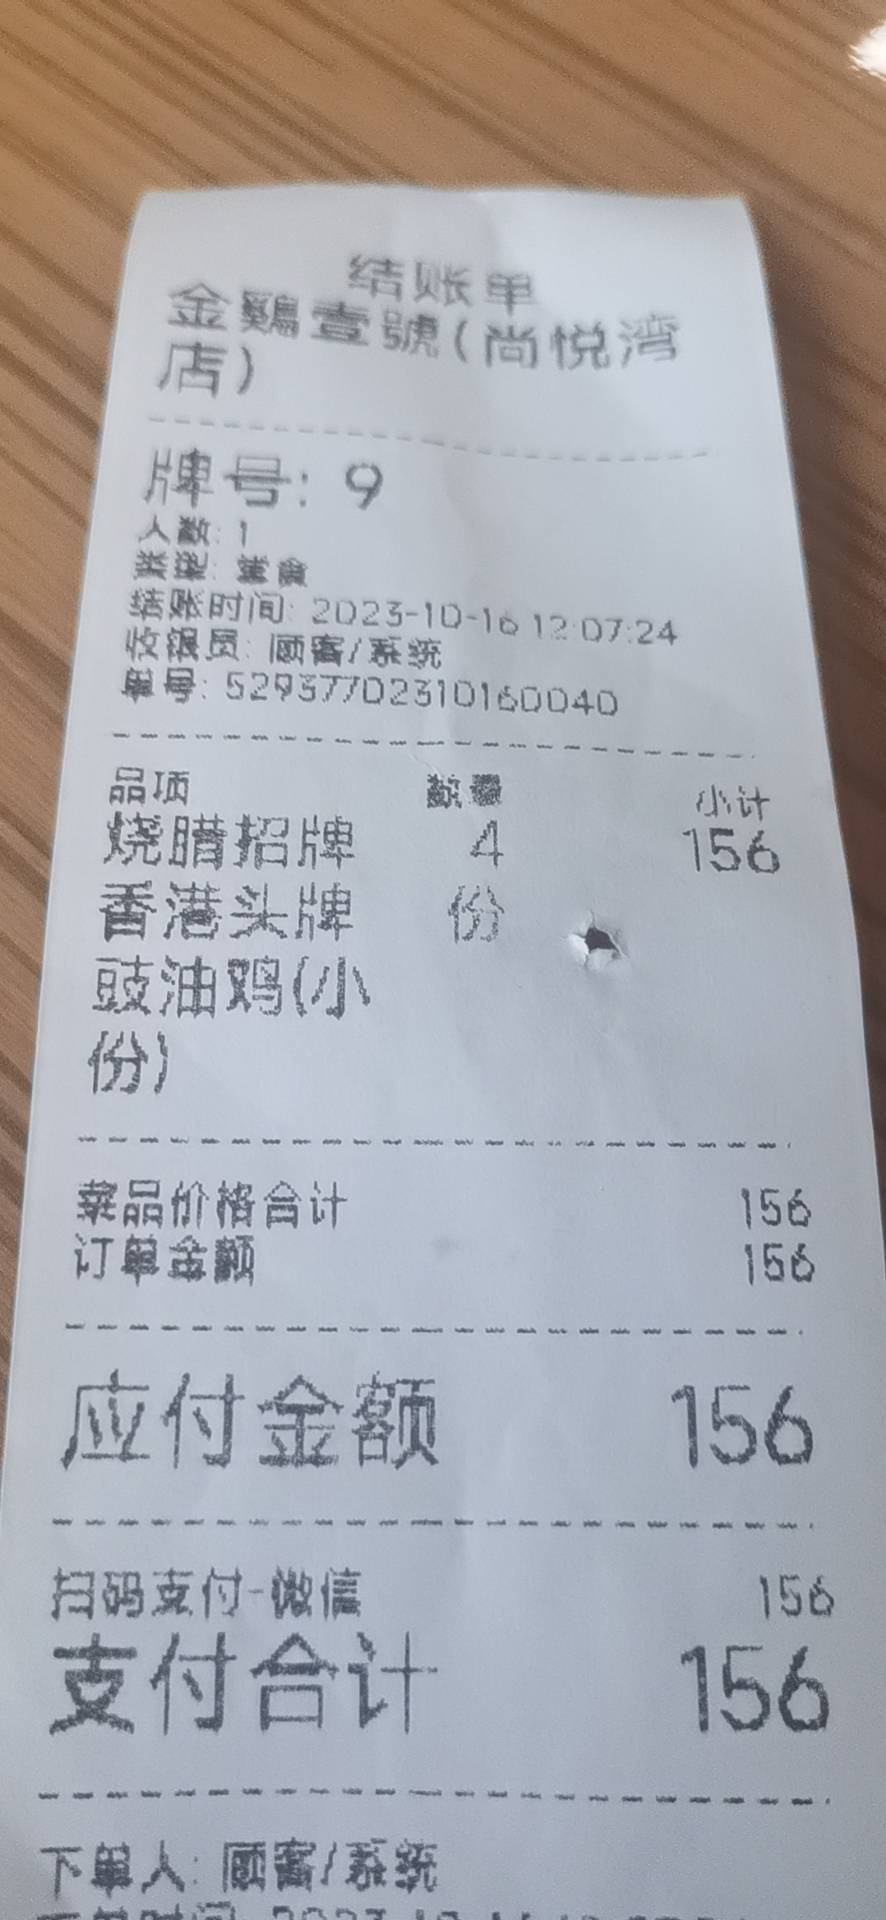 结账单
金鷄壹號(尚悦湾
店)
牌号: 9
人数: 1
类型: 堂食
结账时间: 2023-10-16 12:07:24
收银员: 顾客/系统
单号: 52937702310160040
品项 数量 小计
烧腊招牌 4 156
香港头牌 份
豉油鸡(小
份)
菜品价格合计 156
订单金额 156
应付金额 156
扫码支付-微信 156
支付合计 156
下单人: 顾客/系统